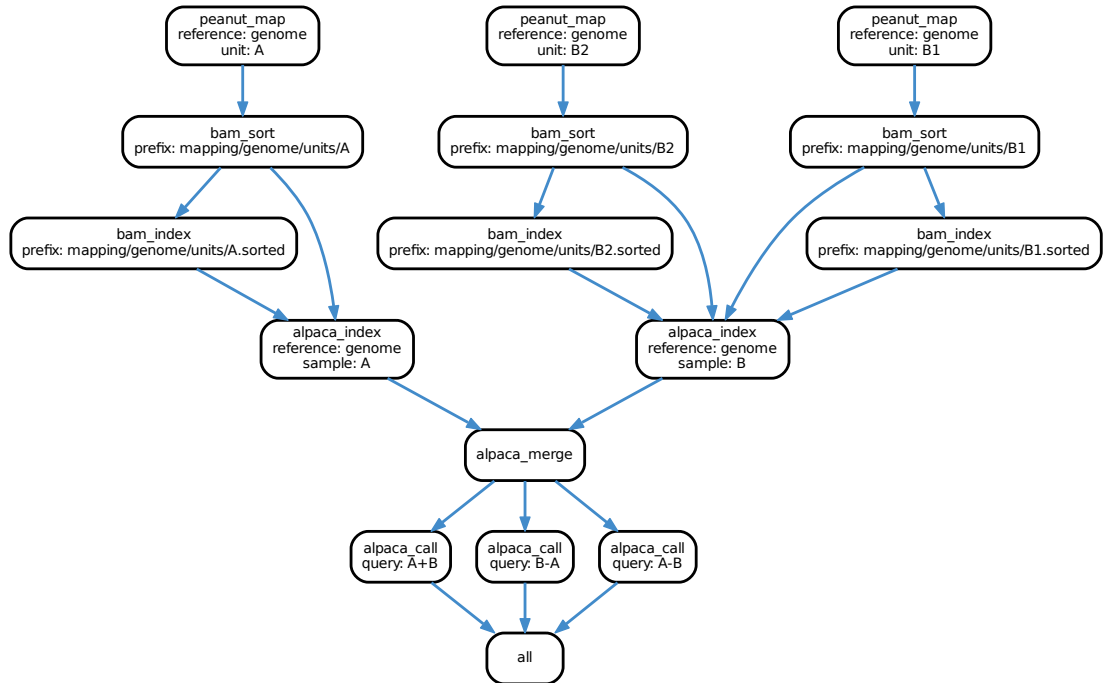 peanut_map
reference: genome
unit: A
peanut_map
reference: genome
unit: B2
peanut_map
reference: genome
unit: B1
bam_sort
prefix: mapping/genome/units/A
bam_sort
prefix: mapping/genome/units/B2
bam_sort
prefix: mapping/genome/units/B1
bam_index
prefix: mapping/genome/units/A.sorted
bam_index
prefix: mapping/genome/units/B2.sorted
bam_index
prefix: mapping/genome/units/B1.sorted
alpaca_index
reference: genome
sample: A
alpaca_index
reference: genome
sample: B
alpaca_merge
alpaca_call
query: A+B
alpaca_call
query: B-A
alpaca_call
query: A-B
all